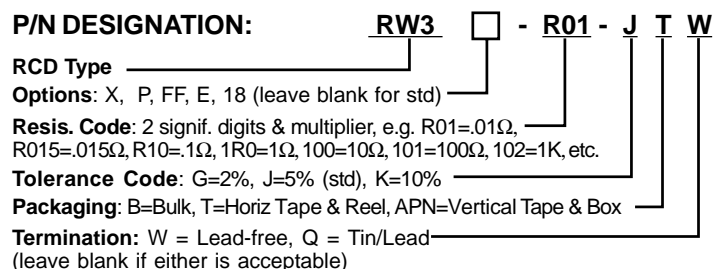 P/N DESIGNATION: RW3 □ - R01 - J T W
RCD Type
Options: X, P, FF, E, 18 (leave blank for std)
Resis. Code: 2 signif. digits & multiplier, e.g. R01=.01Ω,
R015=.015Ω, R10=.1Ω, 1R0=1Ω, 100=10Ω, 101=100Ω, 102=1K, etc.
Tolerance Code: G=2%, J=5% (std), K=10%
Packaging: B=Bulk, T=Horiz Tape & Reel, APN=Vertical Tape & Box
Termination: W = Lead-free, Q = Tin/Lead
(leave blank if either is acceptable)